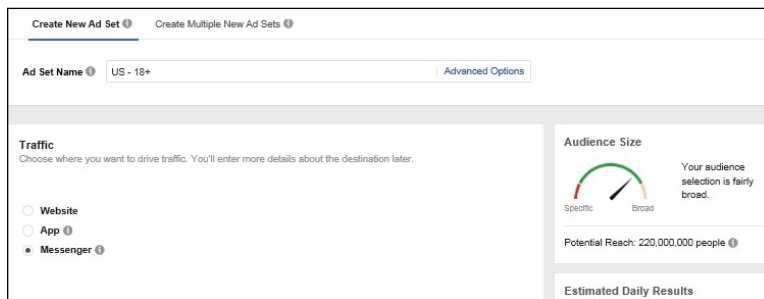 Create New Ad Set
Create Multiple New Ad Sets
Ad Set Name
US - 18+
Advanced Options
Traffic
Choose where you want to drive traffic. You'll enter more details about the destination later.
Website
App
Messenger
Audience Size
Specific
Broad
Your audience
selection is fairly
broad.
Potential Reach: 220,000,000 people
Estimated Daily Results